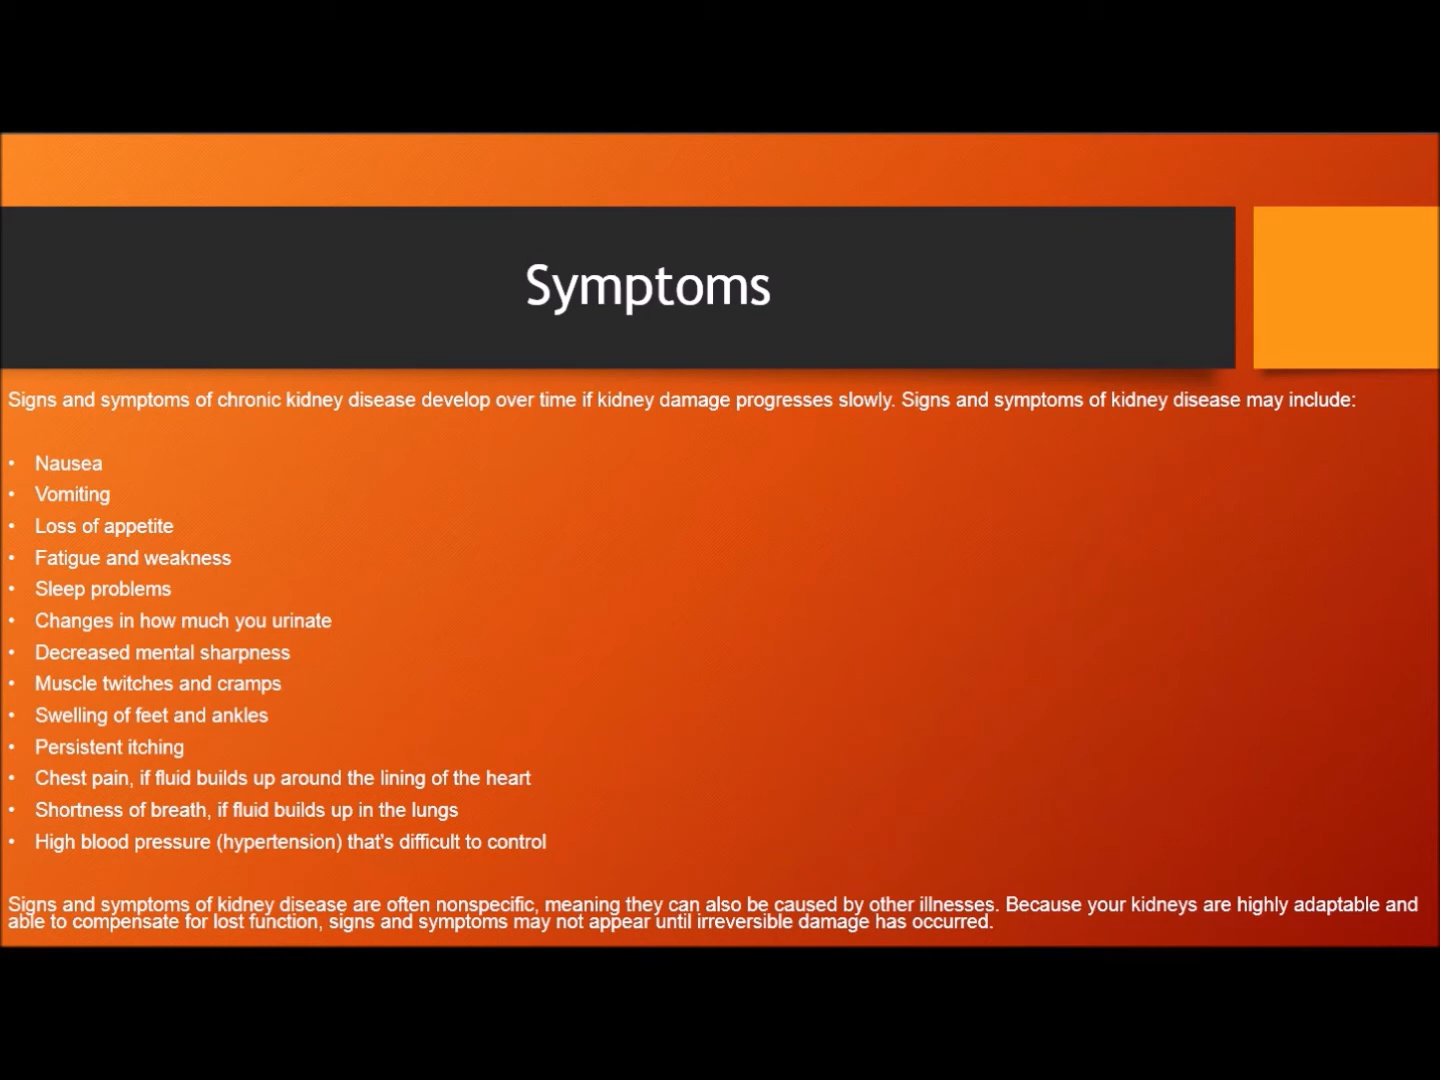 Symptoms
Signs and symptoms of chronic kidney disease develop over time if kidney damage progresses slowly. Signs and symptoms of kidney disease may include:
• Nausea
• Vomiting
• Loss of appetite
• Fatigue and weakness
• Sleep problems
• Changes in how much you urinate
• Decreased mental sharpness
• Muscle twitches and cramps
• Swelling of feet and ankles
• Persistent itching
• Chest pain, if fluid builds up around the lining of the heart
• Shortness of breath, if fluid builds up in the lungs
• High blood pressure (hypertension) that's difficult to control
Signs and symptoms of kidney disease are often nonspecific, meaning they can also be caused by other illnesses. Because your kidneys are highly adaptable and
able to compensate for lost function, signs and symptoms may not appear until irreversible damage has occurred.